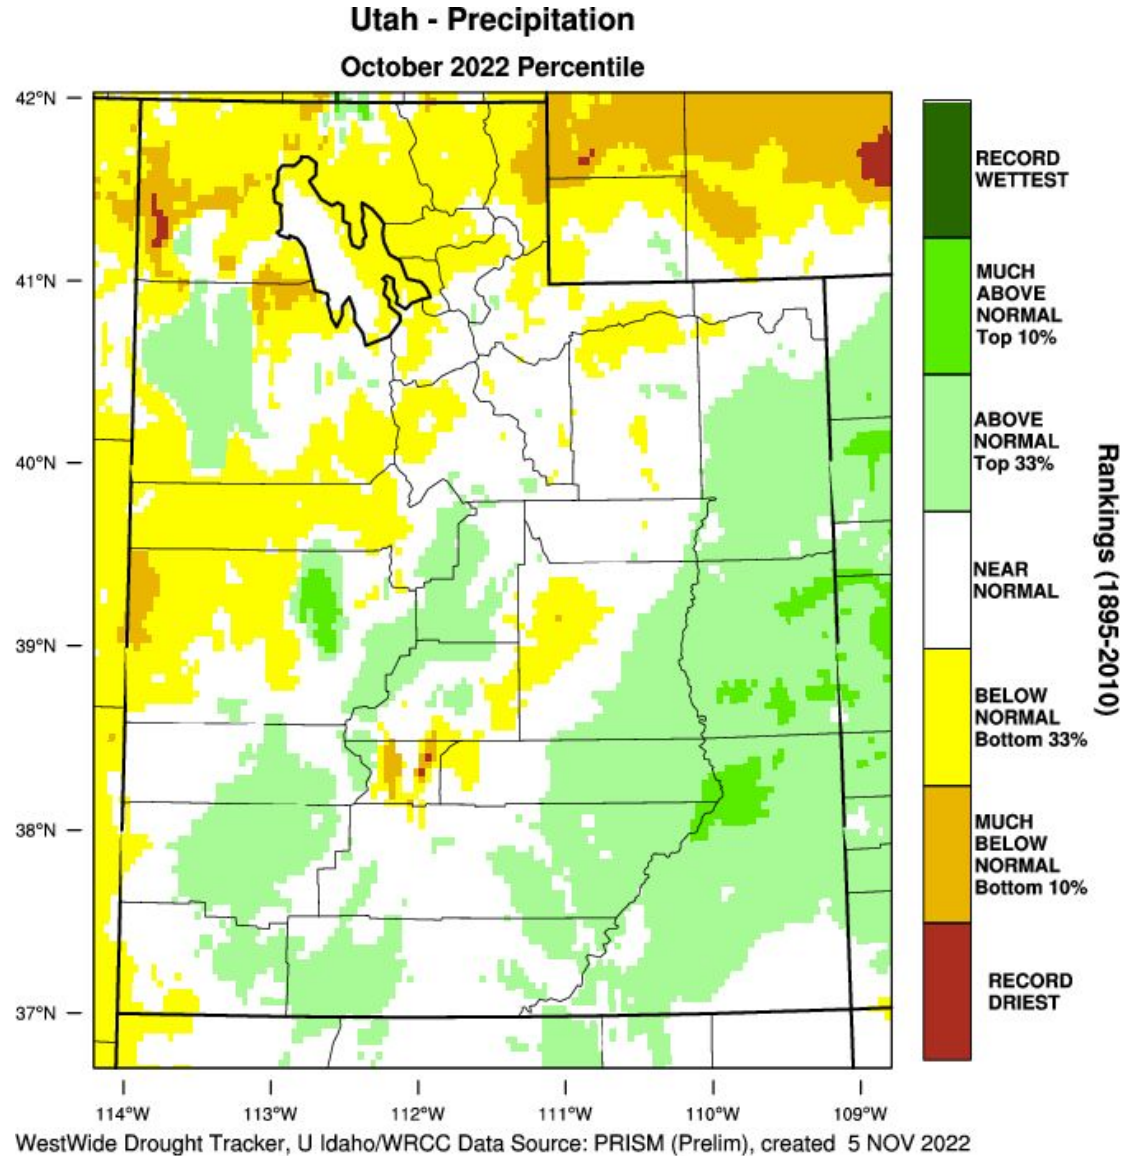 Utah - Precipitation
October 2022 Percentile
42°N
41°N
40°N
39°N
38°N
37°N
114°W
113°W
112°W
111°W
110°W
109°W
RECORD
WETTEST
MUCH
ABOVE
NORMAL
Top 10%
ABOVE
NORMAL
Top 33%
NEAR
NORMAL
BELOW
NORMAL
Bottom 33%
MUCH
BELOW
NORMAL
Bottom 10%
RECORD
DRIEST
Rankings (1895-2010)
WestWide Drought Tracker, U Idaho/WRCC Data Source: PRISM (Prelim), created 5 NOV 2022